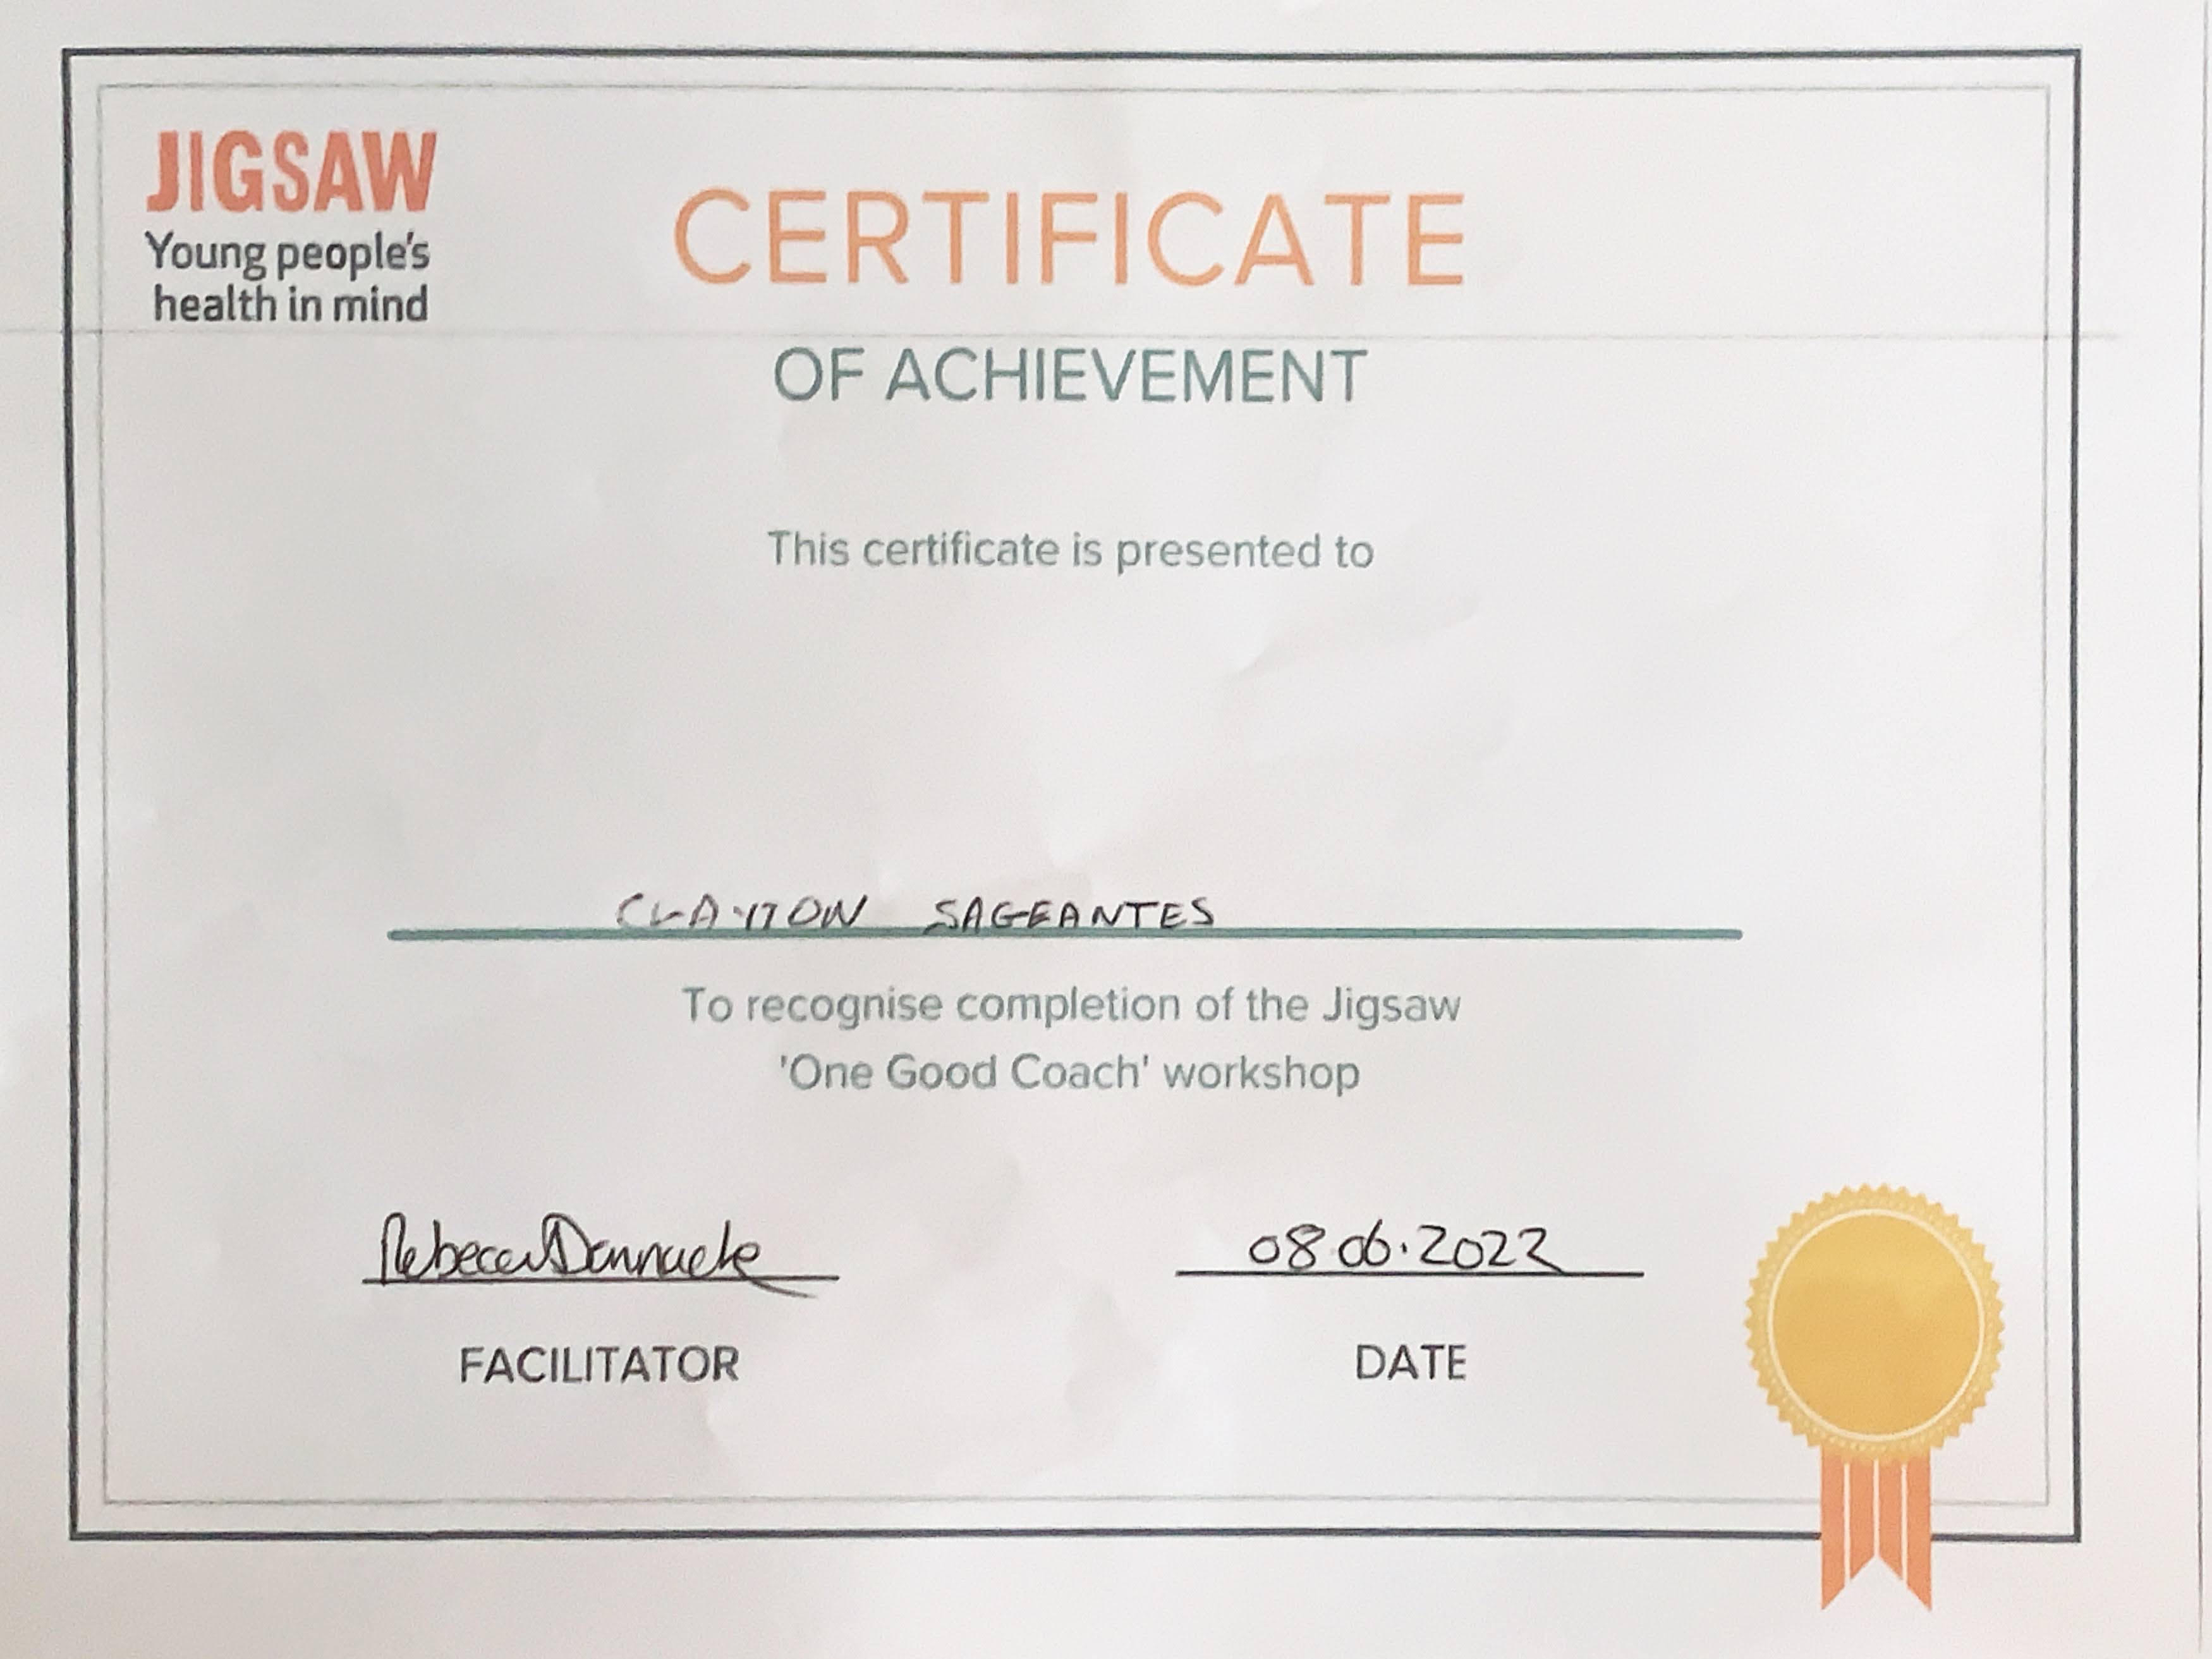 JIGSAW
Young people's
health in mind
CERTIFICATE
OF ACHIEVEMENT
This certificate is presented to
CLAYTON SAGEANTES
To recognise completion of the Jigsaw
'One Good Coach' workshop
Rebecca
08.06.2022
FACILITATOR
DATE